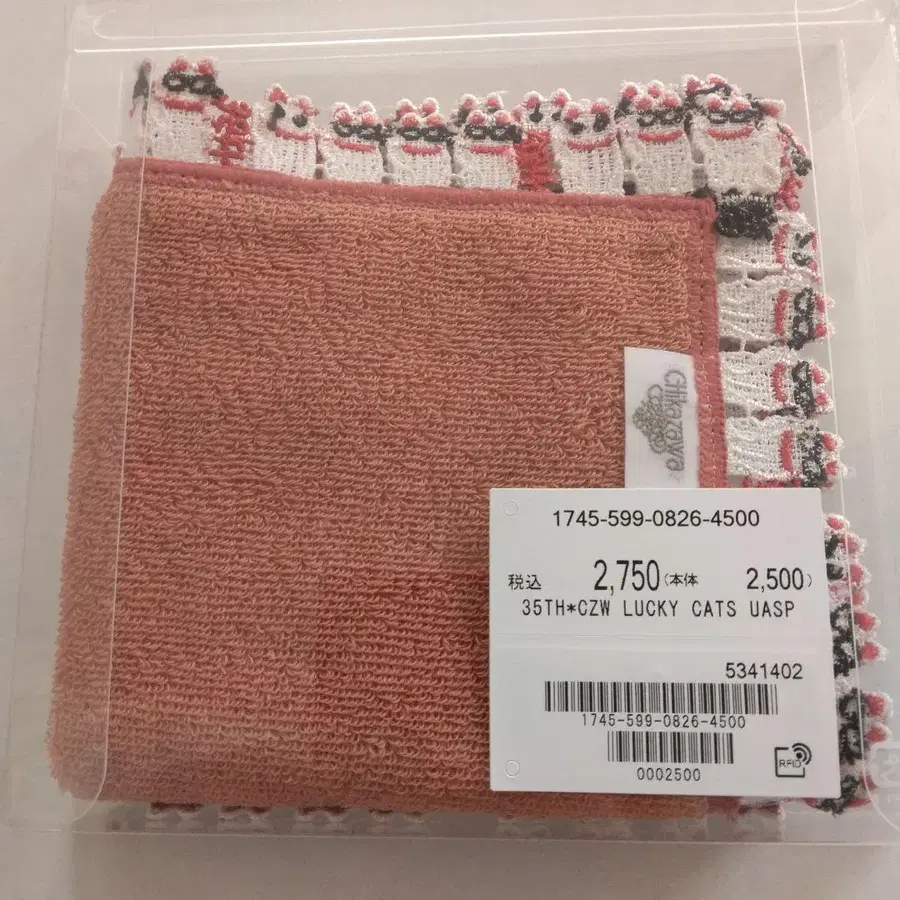 Chikazawa
1745-599-0826-4500
税込 2,750(本体 2,500)
35TH*CZW LUCKY CATS UASP
5341402
1745-599-0826-4500
0002500
RFID